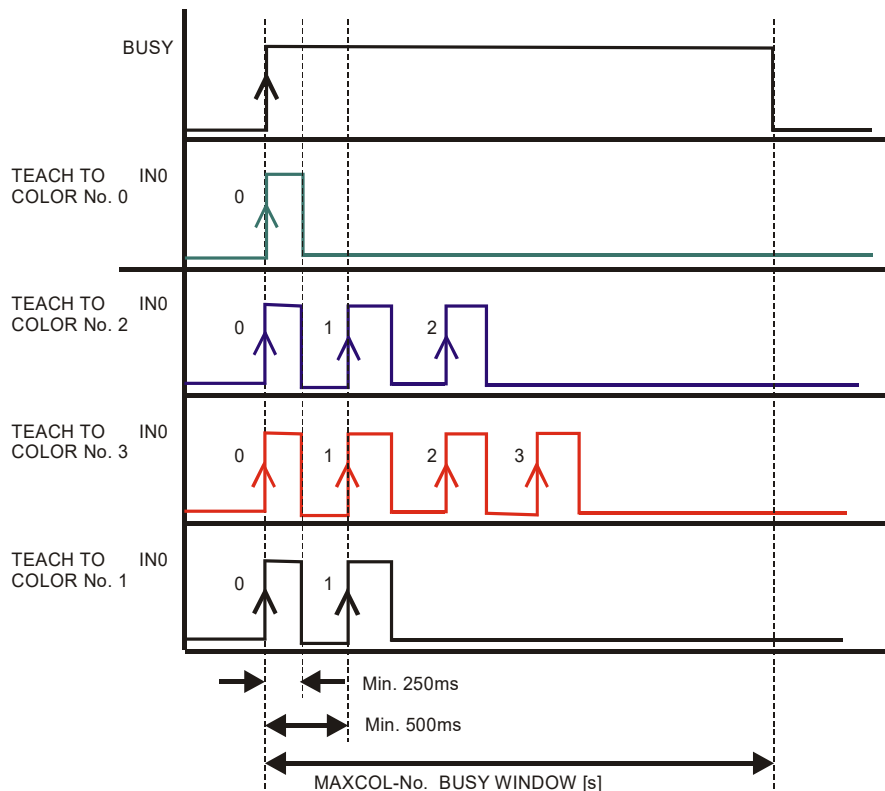 BUSY
TEACH TO IN0
COLOR No. 0 0
TEACH TO IN0
COLOR No. 2 0 1 2
TEACH TO IN0
COLOR No. 3 0 1 2 3
TEACH TO IN0
COLOR No. 1 0 1
Min. 250ms
Min. 500ms
MAXCOL-No. BUSY WINDOW [s]